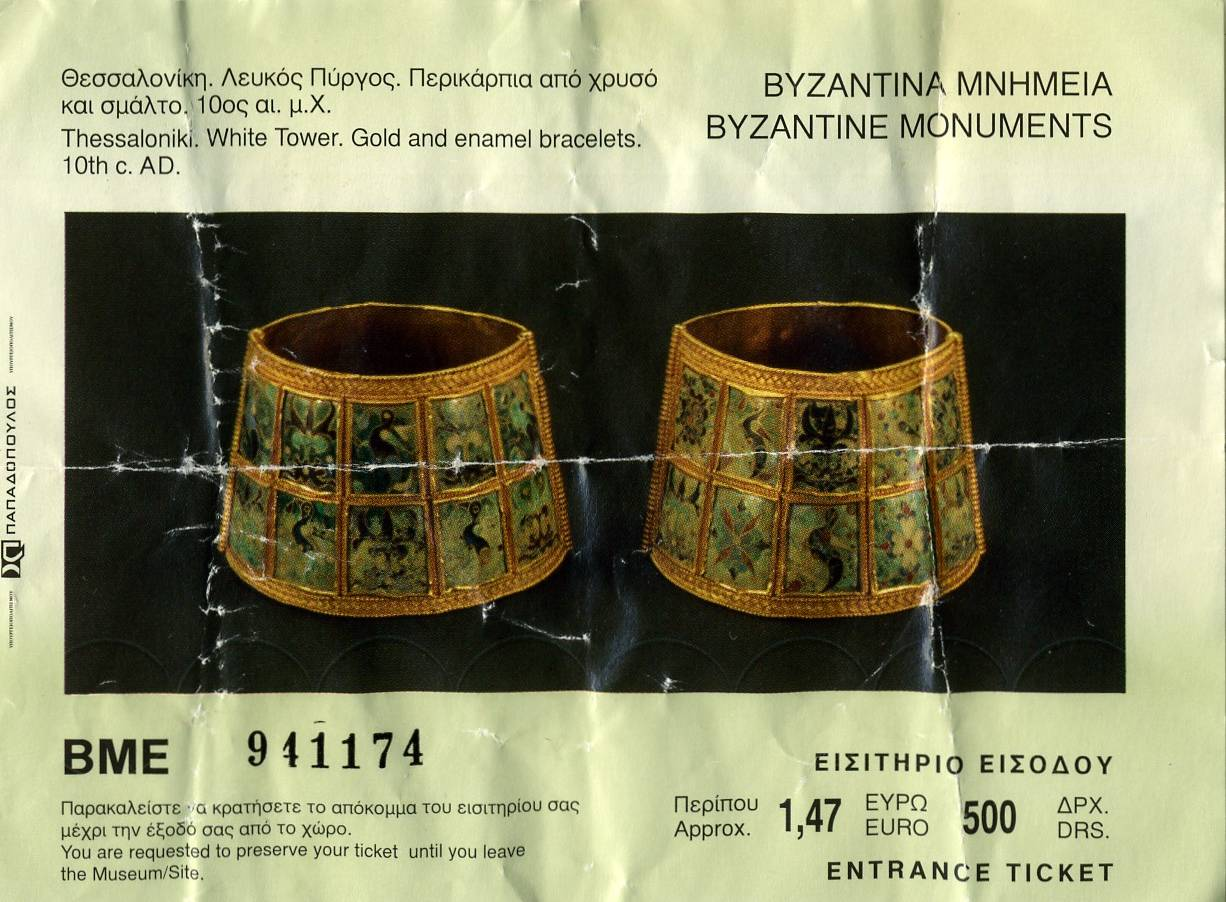 Θεσσαλονίκη. Λευκός Πύργος. Περικάρπια από χρυσό
και σμάλτο. 10ος αι. μ.Χ.
Thessaloniki. White Tower. Gold and enamel bracelets.
10th c. AD.
ΒΥΖΑΝΤΙΝΑ ΜΝΗΜΕΙΑ
BYZANTINE MONUMENTS
ΠΑΠΑΔΟΠΟΥΛΟΣ
BME 941174
Παρακαλείστε να κρατήσετε το απόκομμα του εισιτηρίου σας
μέχρι την έξοδό σας από το χώρο.
You are requested to preserve your ticket until you leave
the Museum/Site.
ΕΙΣΙΤΗΡΙΟ ΕΙΣΟΔΟΥ
Περίπου 1,47 ΕΥΡΩ 500 ΔΡΧ.
Approx. EURO DRS.
ENTRANCE TICKET